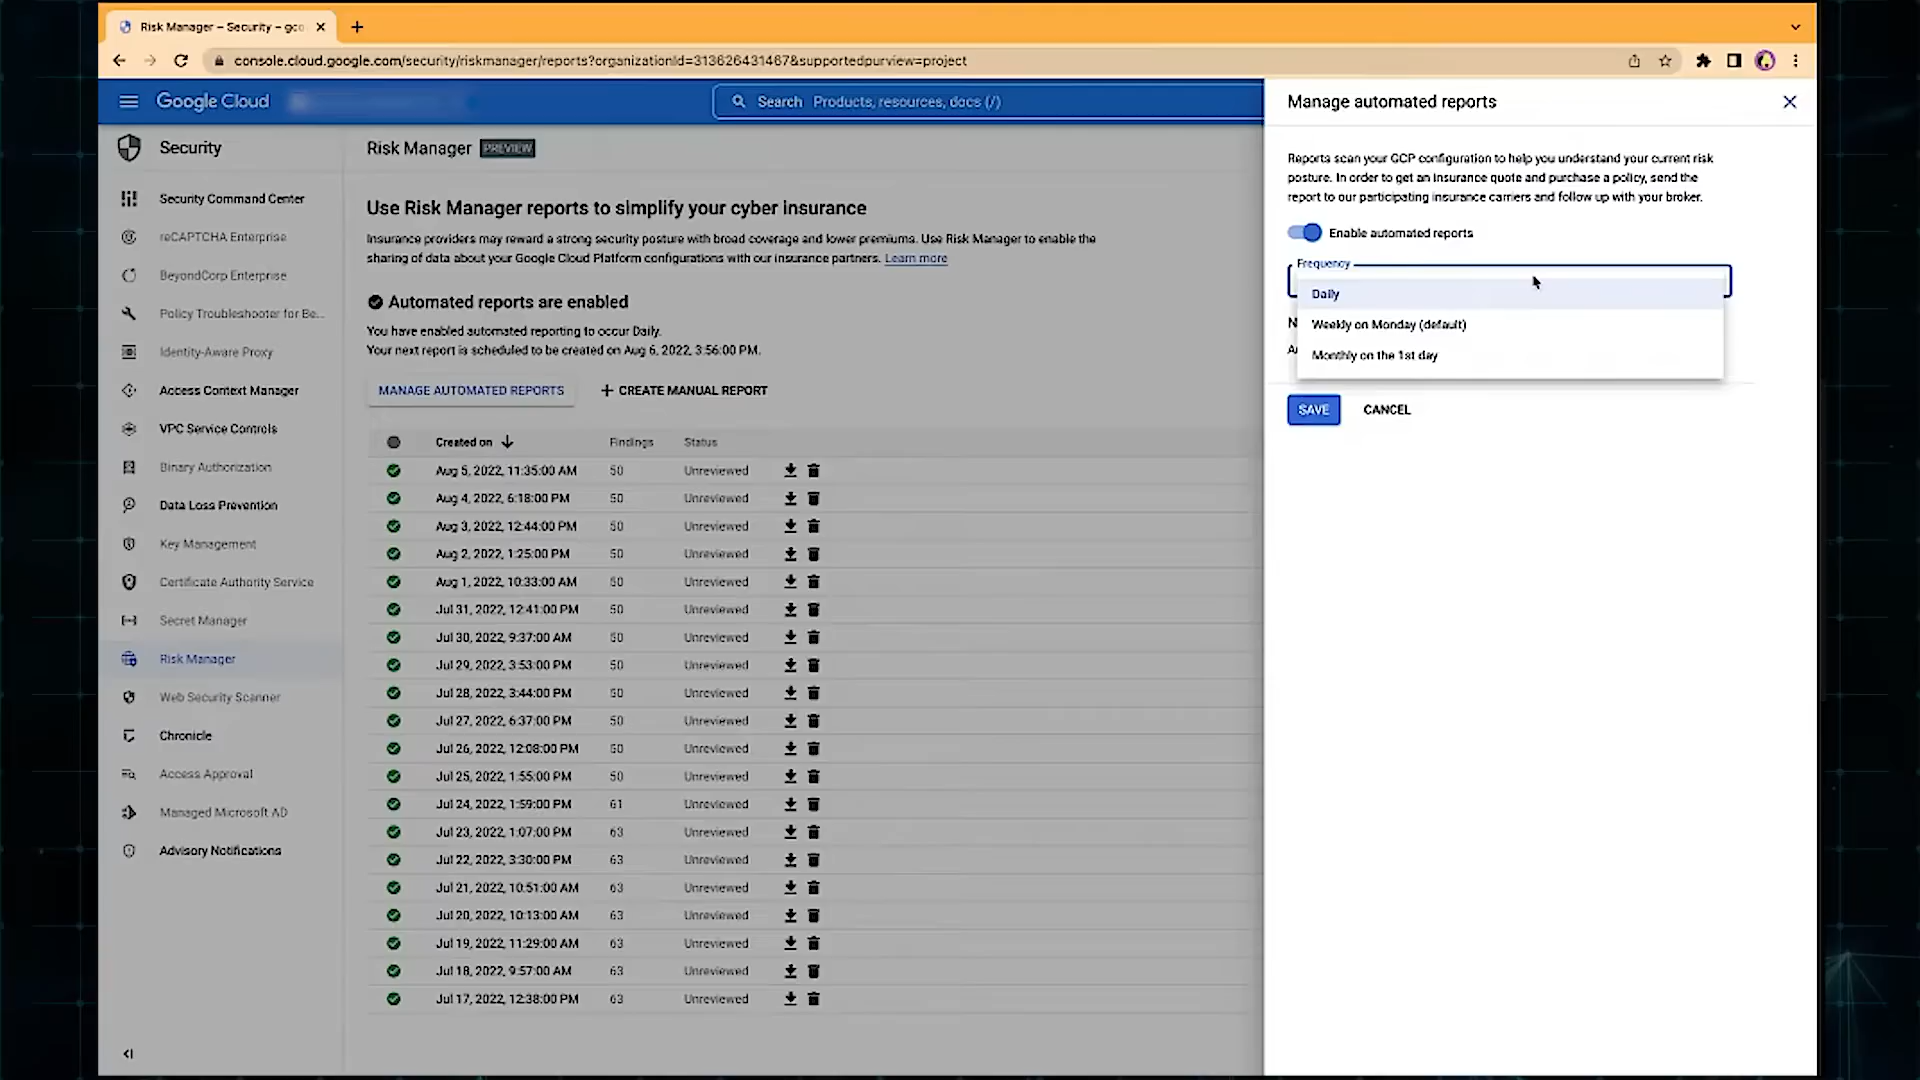 Risk Manager – Security – gco
console.cloud.google.com/security/riskmanager/reports?organizationId=313626431467&supportedpurview=project
Google Cloud
Search Products, resources, docs (/)
Security
Security Command Center
reCAPTCHA Enterprise
BeyondCorp Enterprise
Policy Troubleshooter for Be...
Identity-Aware Proxy
Access Context Manager
VPC Service Controls
Binary Authorization
Data Loss Prevention
Key Management
Certificate Authority Service
Secret Manager
Risk Manager
Web Security Scanner
Chronicle
Access Approval
Managed Microsoft AD
Advisory Notifications
Risk Manager PREVIEW
Use Risk Manager reports to simplify your cyber insurance
Insurance providers may reward a strong security posture with broad coverage and lower premiums. Use Risk Manager to enable the
sharing of data about your Google Cloud Platform configurations with our insurance partners. Learn more
Automated reports are enabled
You have enabled automated reporting to occur Daily.
Your next report is scheduled to be created on Aug 6, 2022, 3:56:00 PM.
MANAGE AUTOMATED REPORTS + CREATE MANUAL REPORT
Created on Findings Status
Aug 5, 2022, 11:35:00 AM 50 Unreviewed
Aug 4, 2022, 6:18:00 PM 50 Unreviewed
Aug 3, 2022, 12:44:00 PM 50 Unreviewed
Aug 2, 2022, 1:25:00 PM 50 Unreviewed
Aug 1, 2022, 10:33:00 AM 50 Unreviewed
Jul 31, 2022, 12:41:00 PM 50 Unreviewed
Jul 30, 2022, 9:37:00 AM 50 Unreviewed
Jul 29, 2022, 3:53:00 PM 50 Unreviewed
Jul 28, 2022, 3:44:00 PM 50 Unreviewed
Jul 27, 2022, 6:37:00 PM 50 Unreviewed
Jul 26, 2022, 12:08:00 PM 50 Unreviewed
Jul 25, 2022, 1:55:00 PM 50 Unreviewed
Jul 24, 2022, 1:59:00 PM 61 Unreviewed
Jul 23, 2022, 1:07:00 PM 63 Unreviewed
Jul 22, 2022, 3:30:00 PM 63 Unreviewed
Jul 21, 2022, 10:51:00 AM 63 Unreviewed
Jul 20, 2022, 10:13:00 AM 63 Unreviewed
Jul 19, 2022, 11:29:00 AM 63 Unreviewed
Jul 18, 2022, 9:57:00 AM 63 Unreviewed
Jul 17, 2022, 12:38:00 PM 63 Unreviewed
Manage automated reports
Reports scan your GCP configuration to help you understand your current risk
posture. In order to get an insurance quote and purchase a policy, send the
report to our participating insurance carriers and follow up with your broker.
Enable automated reports
Frequency
Daily
Weekly on Monday (default)
Monthly on the 1st day
SAVE CANCEL